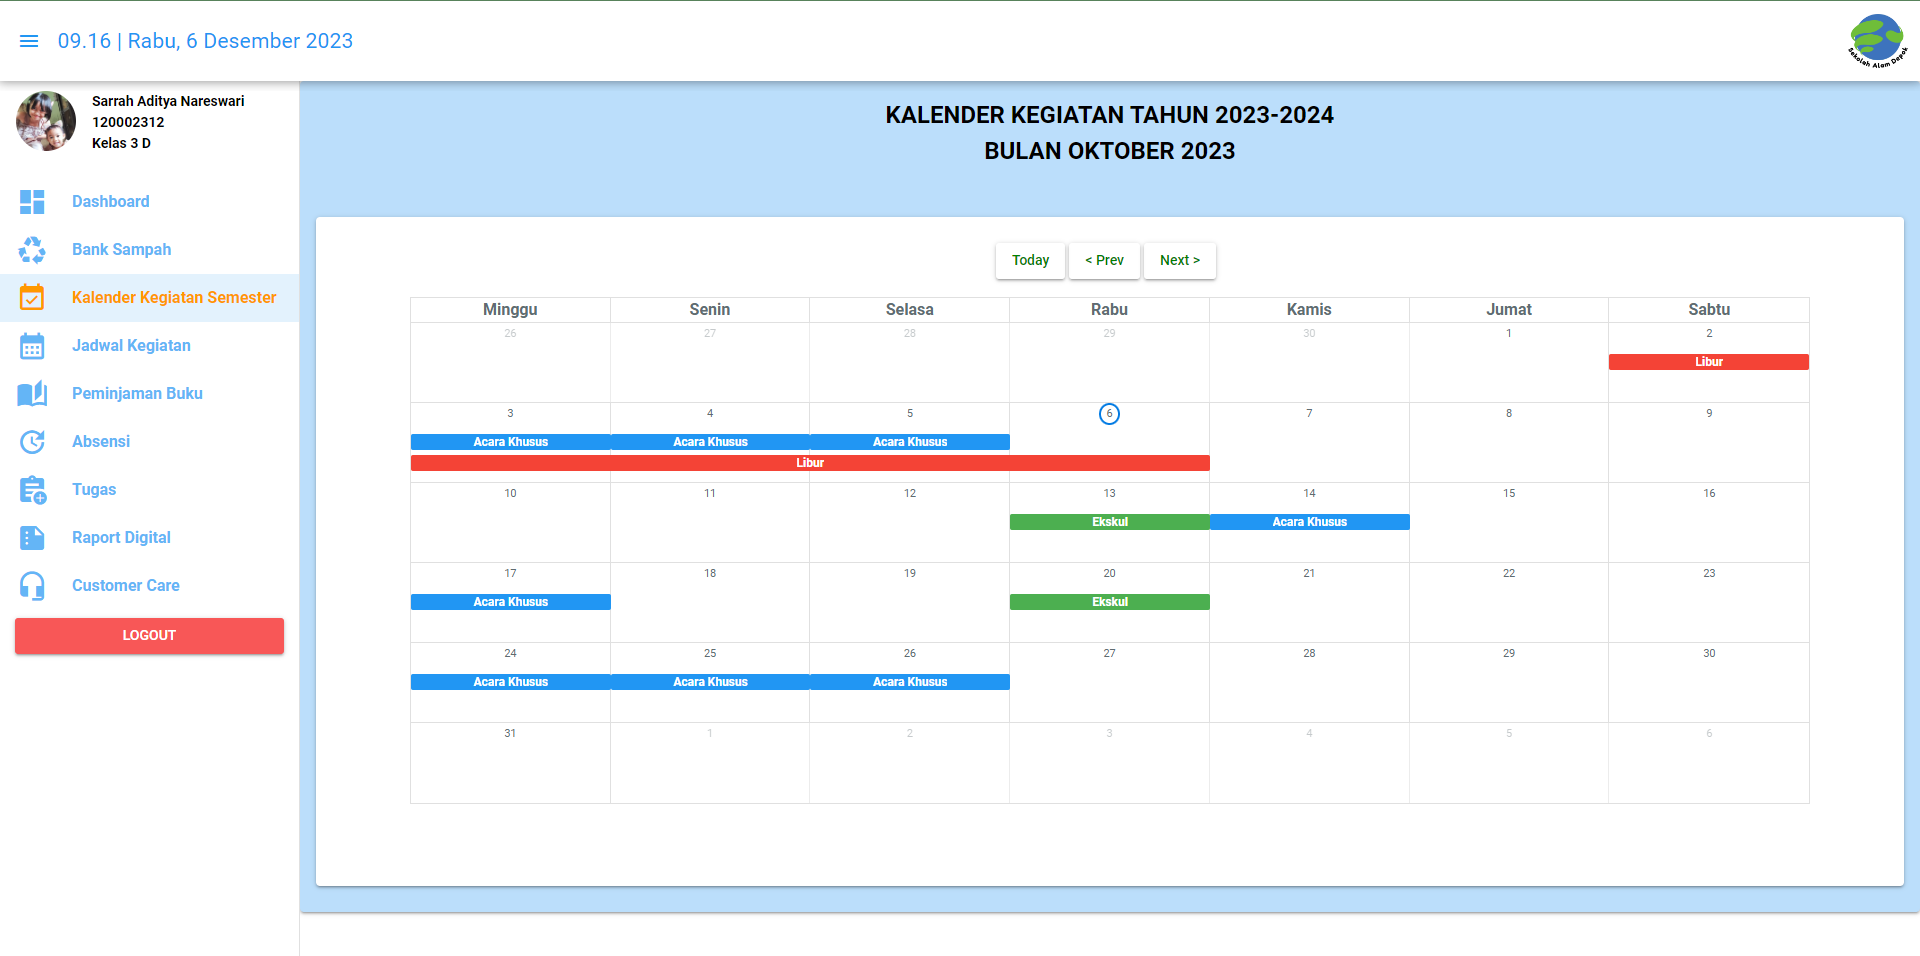 09.16 | Rabu, 6 Desember 2023
Sekolah Alam Depok
Sarrah Aditya Nareswari
120002312
Kelas 3 D
Dashboard
Bank Sampah
Kalender Kegiatan Semester
Jadwal Kegiatan
Peminjaman Buku
Absensi
Tugas
Raport Digital
Customer Care
LOGOUT
KALENDER KEGIATAN TAHUN 2023-2024
BULAN OKTOBER 2023
Today < Prev Next >
Minggu Senin Selasa Rabu Kamis Jumat Sabtu
26 27 28 29 30 1 2
Libur
3 4 5 6 7 8 9
Acara Khusus Acara Khusus Acara Khusus
Libur
10 11 12 13 14 15 16
Ekskul Acara Khusus
17 18 19 20 21 22 23
Acara Khusus Ekskul
24 25 26 27 28 29 30
Acara Khusus Acara Khusus Acara Khusus
31 1 2 3 4 5 6